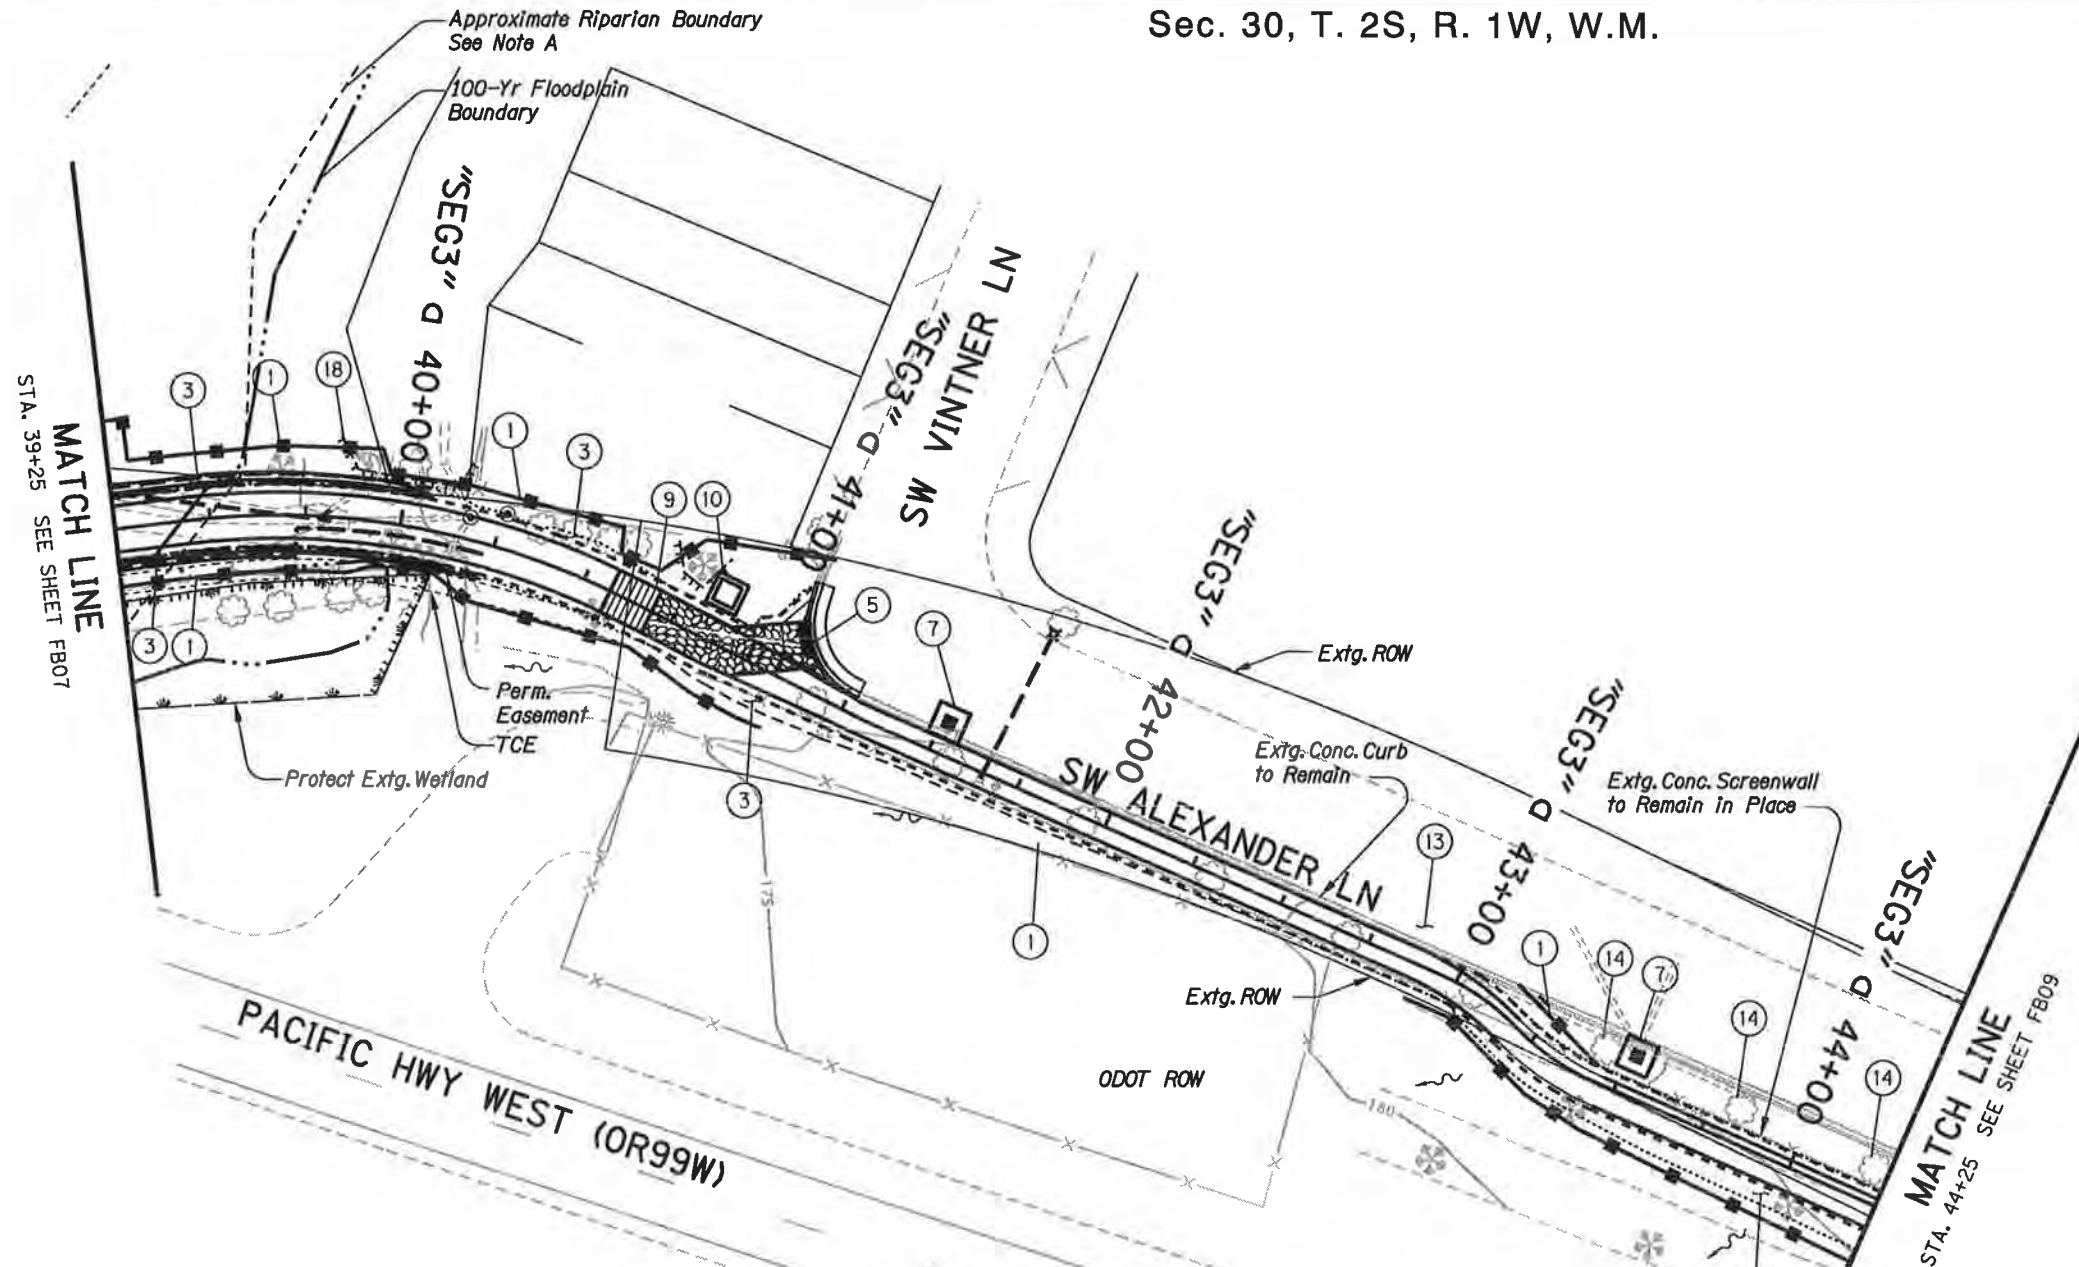 Sec. 30, T. 2S, R. 1W, W.M.
Approximate Riparian Boundary
See Note A
100-Yr Floodplain
Boundary
"SEG3" 40+00
"SEG3" 41+00
SW VINTNER LN
"SEG3" 42+00
"SEG3" 43+00
"SEG3" 44+00
MATCH LINE
STA. 39+25 SEE SHEET FB07
3
1
18
1
3
9
10
5
7
3
1
Perm.
Easement
TCE
Protect Extg. Wetland
3
175
1
Extg. ROW
Extg. Conc. Curb
to Remain
SW ALEXANDER LN
13
Extg. Conc. Screenwall
to Remain in Place
1
14
7
14
14
Extg. ROW
ODOT ROW
180
PACIFIC HWY WEST (OR99W)
MATCH LINE
STA. 44+25 SEE SHEET FB09